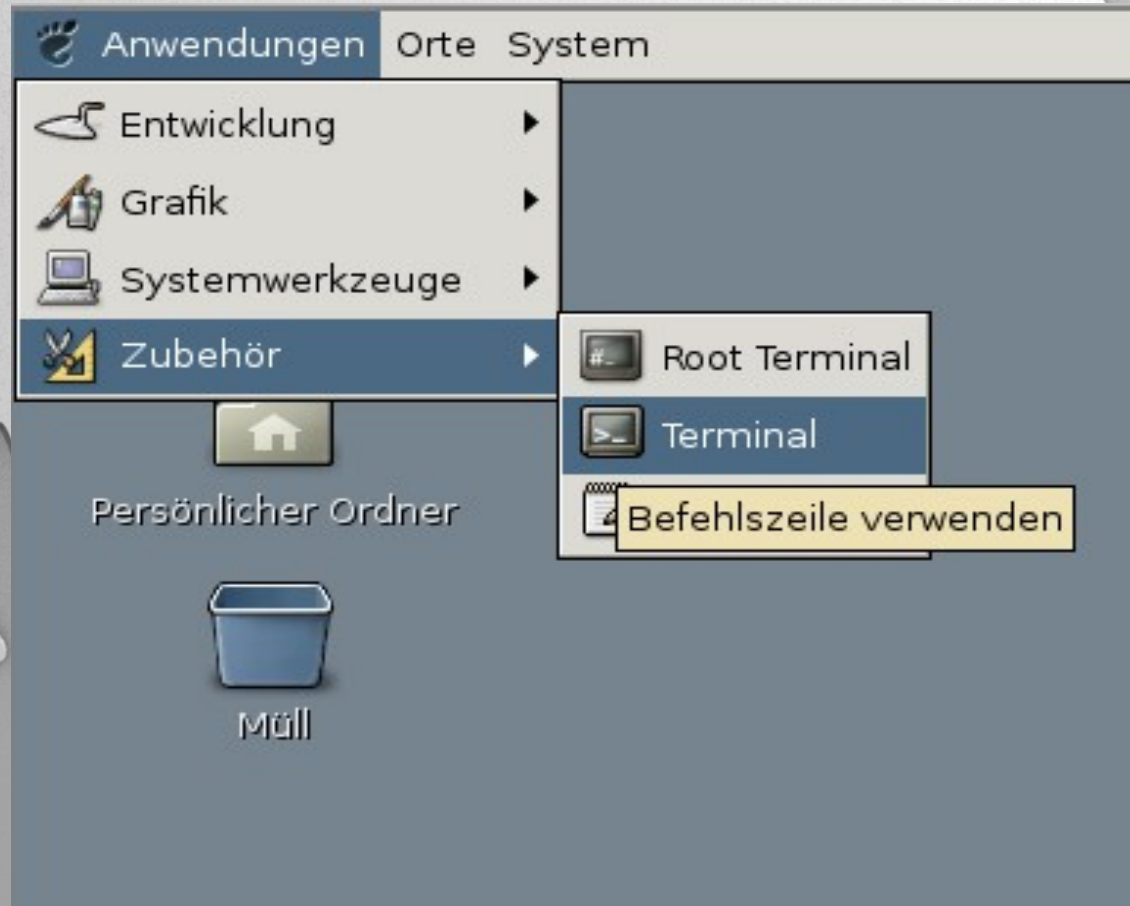 Anwendungen Orte System
Entwicklung
Grafik
Systemwerkzeuge
Zubehör
Root Terminal
Terminal
Befehlszeile verwenden
Persönlicher Ordner
Müll